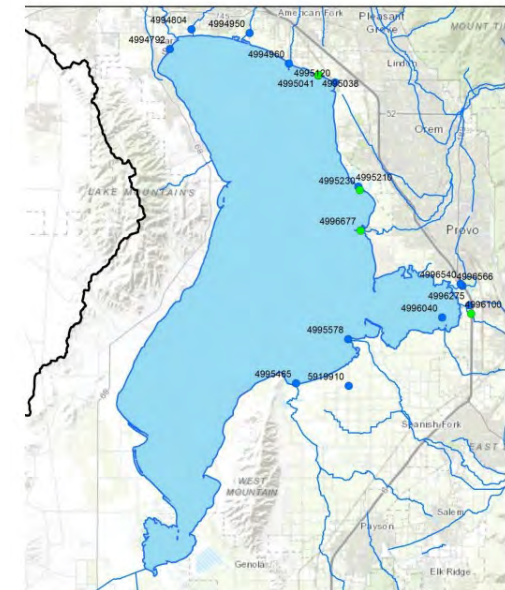 American Fork
Pleasant
Grove
4994804
4994950
4994792
MOUNT TI
4994960
Lindon
4995120
4995041
4995038
Orem
LAKE MOUNTAINS
4995230
4995210
4996677
Provo
4996540
4996566
4996275
4996100
4996040
4995578
4995465
5919910
Spanish Fork
EAST
WEST
MOUNTAIN
Salem
Payson
Genola
Elk Ridge